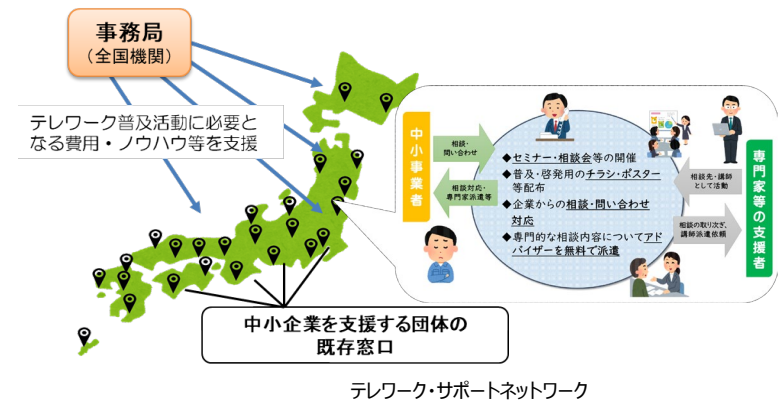 事務局
（全国機関）
テレワーク普及活動に必要と
なる費用・ノウハウ等を支援
中小事業者
相談・
問い合わせ
相談対応・
専門家派遣等
◆セミナー・相談会等の開催
◆普及・啓発用のチラシ・ポスター
等配布
◆企業からの相談・問い合わせ
対応
◆専門的な相談内容についてアド
バイザーを無料で派遣
相談先・講師
として活動
相談の取り次ぎ、
講師派遣依頼
専門家等の支援者
中小企業を支援する団体の
既存窓口
テレワーク・サポートネットワーク